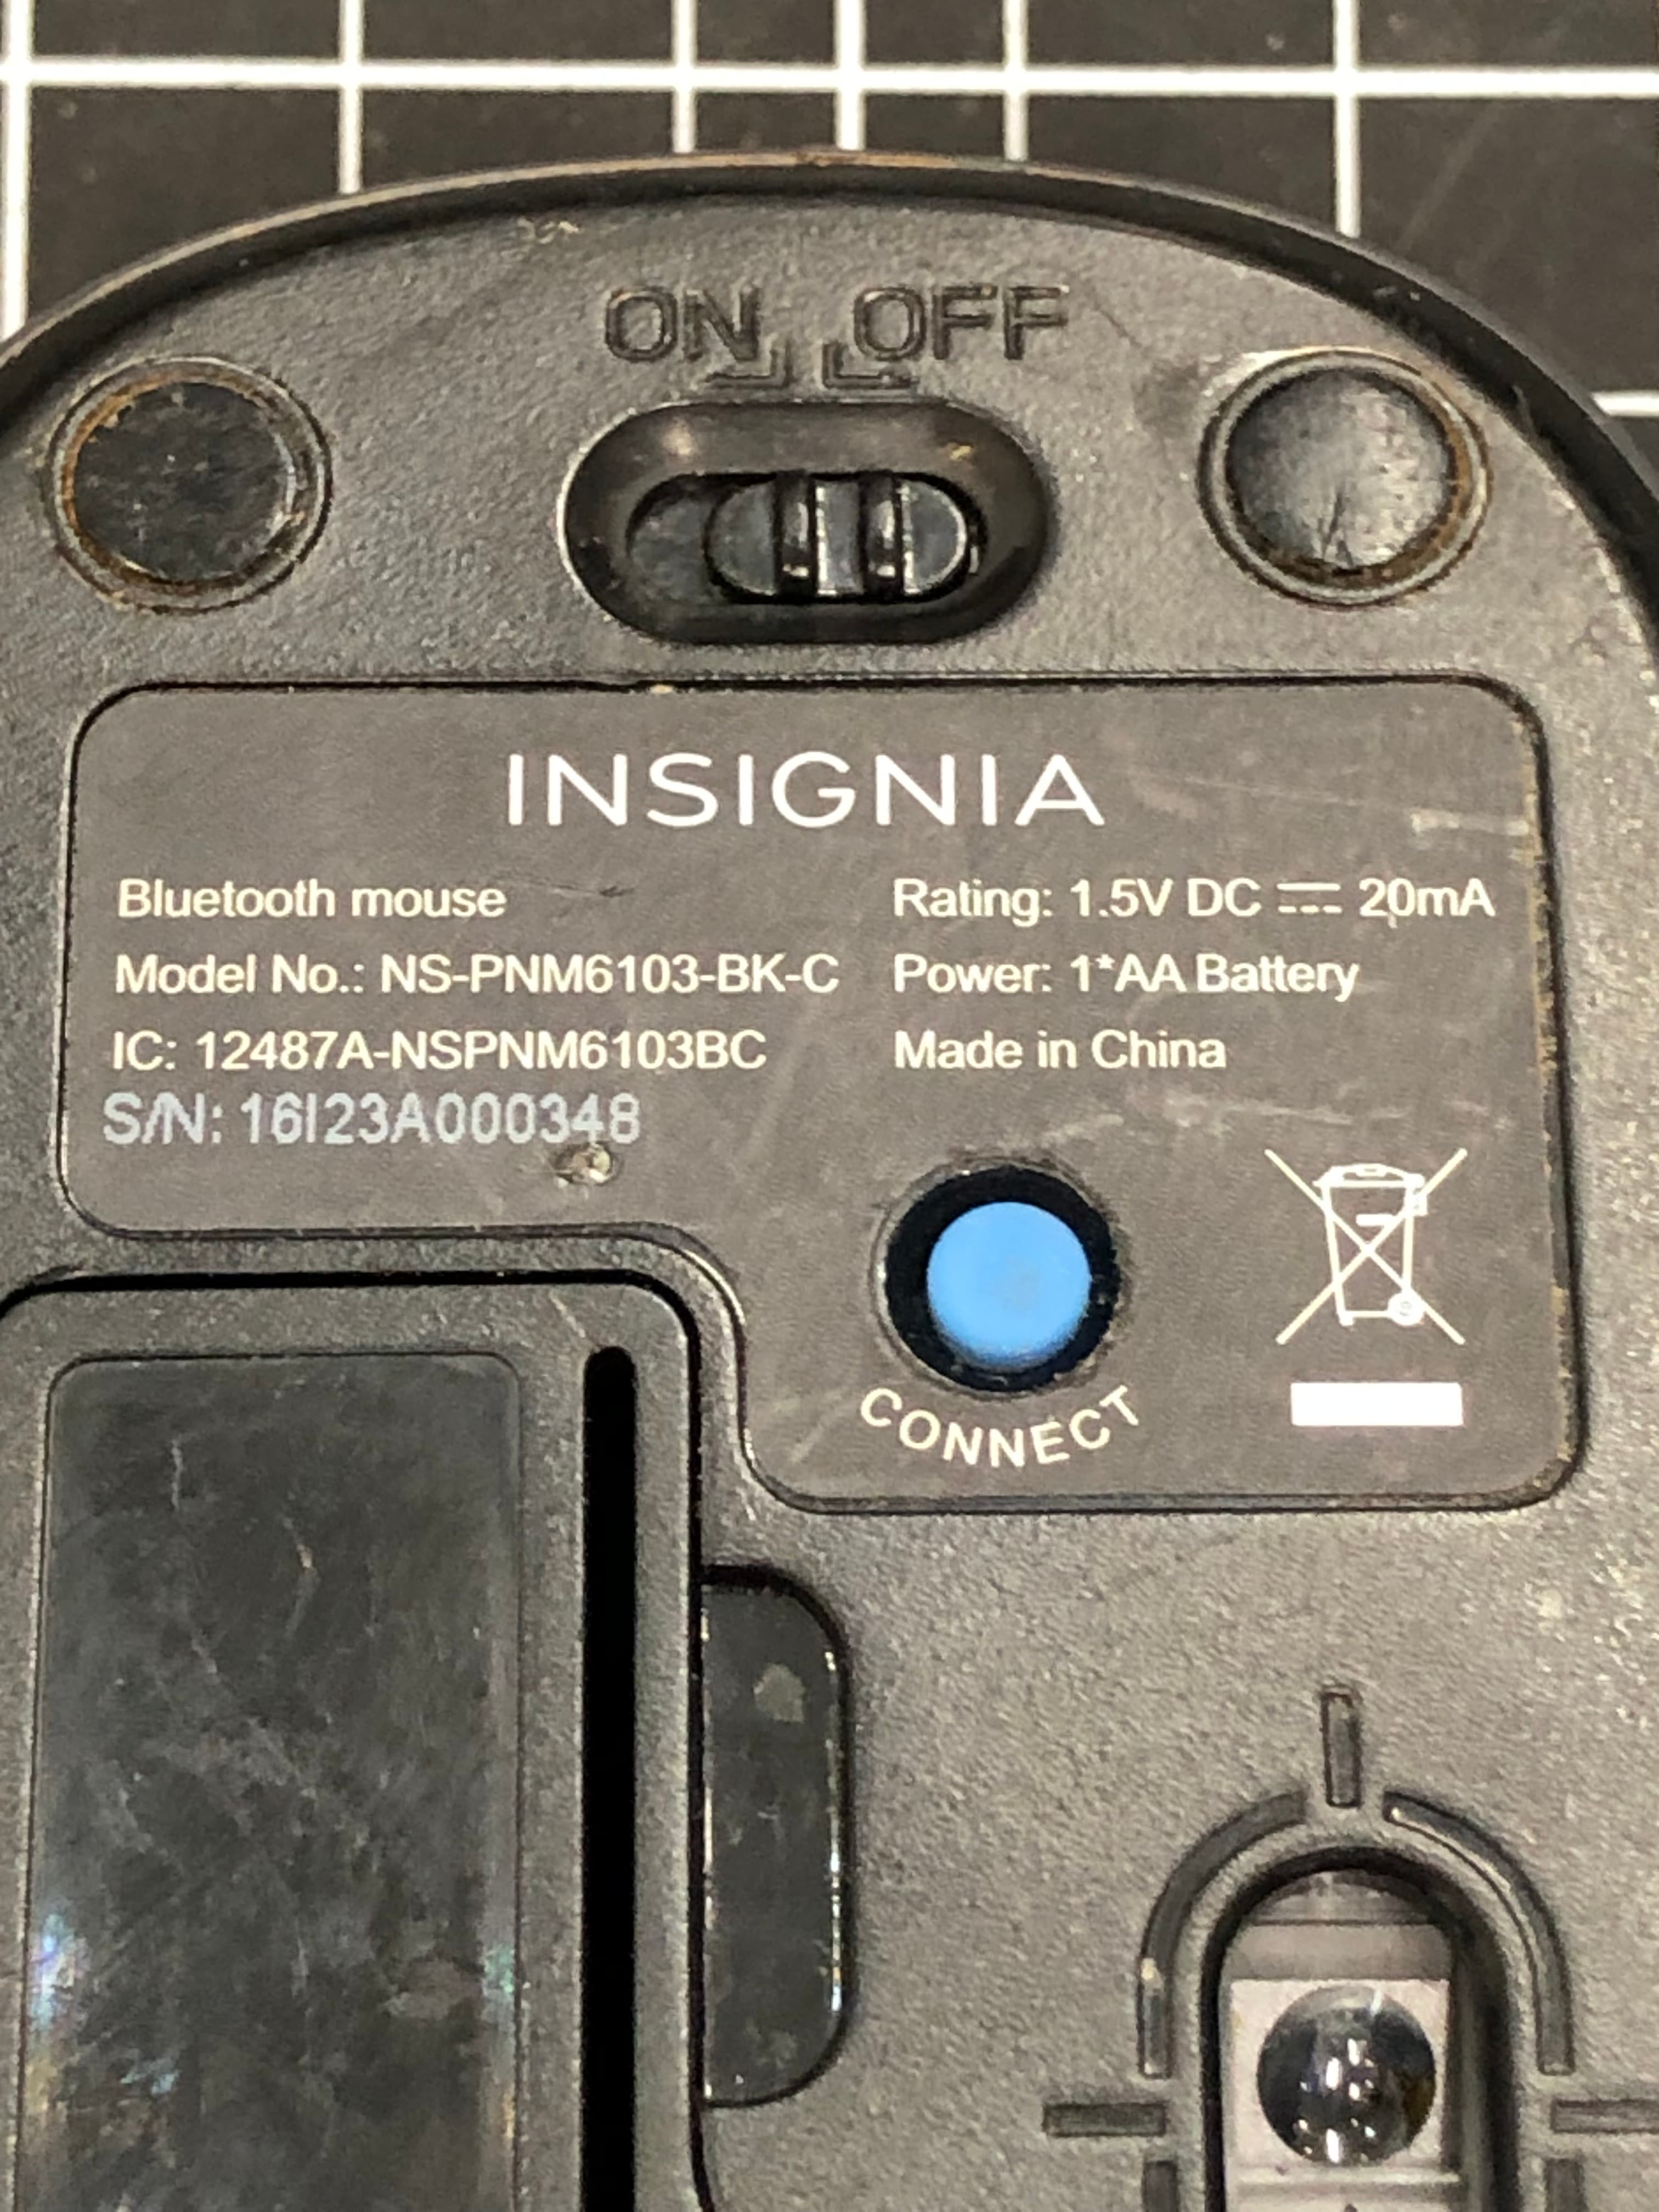 ON OFF
INSIGNIA
Bluetooth mouse
Model No.: NS-PNM6103-BK-C
IC: 12487A-NSPNM6103BC
S/N: 16I23A000348
Rating: 1.5V DC ⎓ 20mA
Power: 1*AA Battery
Made in China
CONNECT